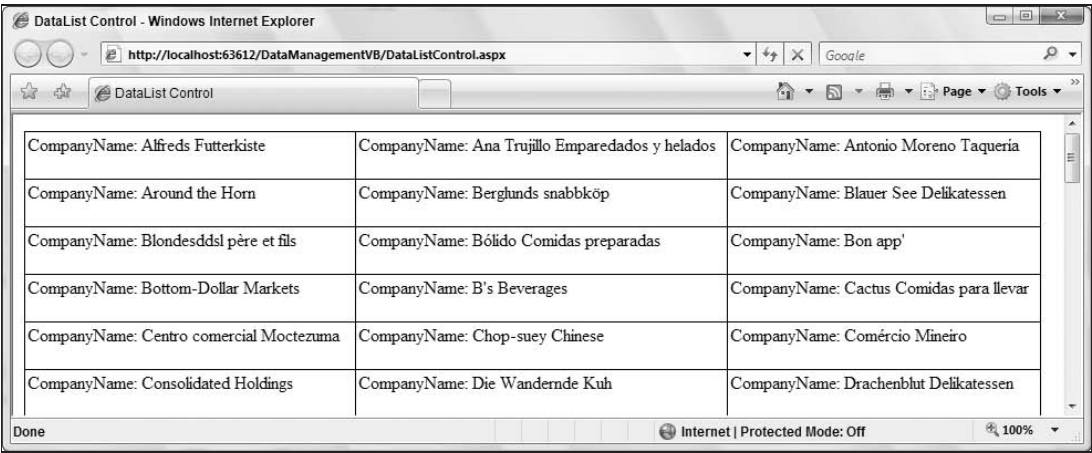 DataList Control - Windows Internet Explorer
http://localhost:63612/DataManagementVB/DataListControl.aspx
Google
DataList Control
Page
Tools
CompanyName: Alfreds Futterkiste CompanyName: Ana Trujillo Emparedados y helados CompanyName: Antonio Moreno Taqueria
CompanyName: Around the Horn CompanyName: Berglunds snabbköp CompanyName: Blauer See Delikatessen
CompanyName: Blondesddsl père et fils CompanyName: Bólido Comidas preparadas CompanyName: Bon app'
CompanyName: Bottom-Dollar Markets CompanyName: B's Beverages CompanyName: Cactus Comidas para llevar
CompanyName: Centro comercial Moctezuma CompanyName: Chop-suey Chinese CompanyName: Comércio Mineiro
CompanyName: Consolidated Holdings CompanyName: Die Wandernde Kuh CompanyName: Drachenblut Delikatessen
Done
Internet | Protected Mode: Off
100%